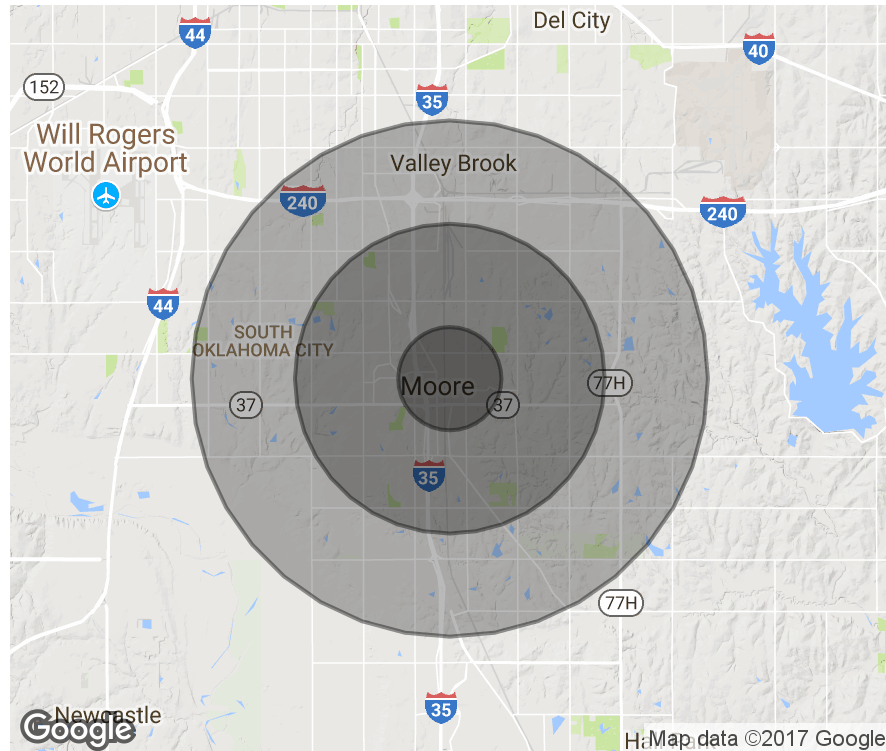 Del City
44
40
152
35
Will Rogers
World Airport
Valley Brook
240
240
44
SOUTH
OKLAHOMA CITY
Moore
77H
37
37
35
77H
35
Newcastle
Google
Map data ©2017 Google